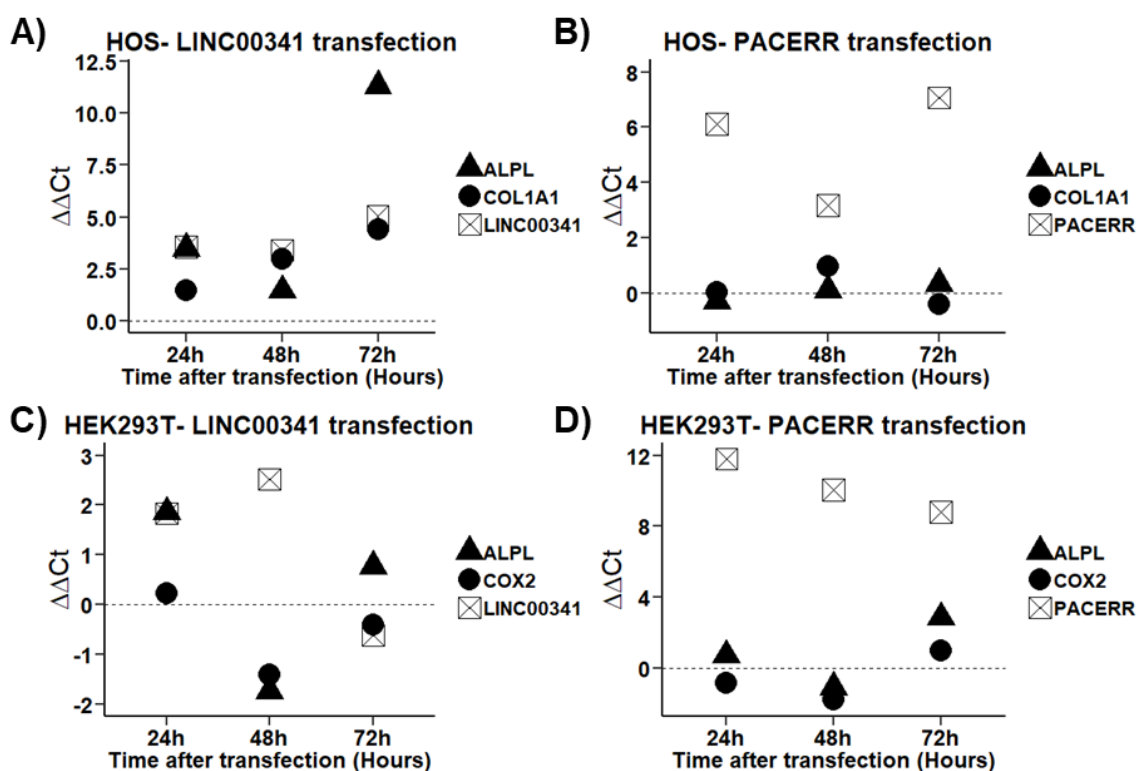 A)
HOS- LINC00341 transfection
12.5
10.0
7.5
5.0
2.5
0.0
ΔΔCt
24h 48h 72h
Time after transfection (Hours)
ALPL
COL1A1
LINC00341
B)
HOS- PACERR transfection
8
6
4
2
0
ΔΔCt
24h 48h 72h
Time after transfection (Hours)
ALPL
COL1A1
PACERR
C)
HEK293T- LINC00341 transfection
3
2
1
0
-1
-2
ΔΔCt
24h 48h 72h
Time after transfection (Hours)
ALPL
COX2
LINC00341
D)
HEK293T- PACERR transfection
12
8
4
0
ΔΔCt
24h 48h 72h
Time after transfection (Hours)
ALPL
COX2
PACERR